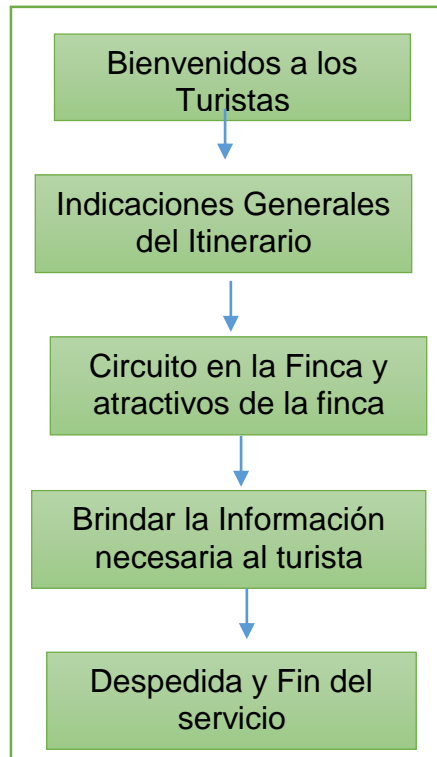 Bienvenidos a los
Turistas
Indicaciones Generales
del Itinerario
Circuito en la Finca y
atractivos de la finca
Brindar la Información
necesaria al turista
Despedida y Fin del
servicio